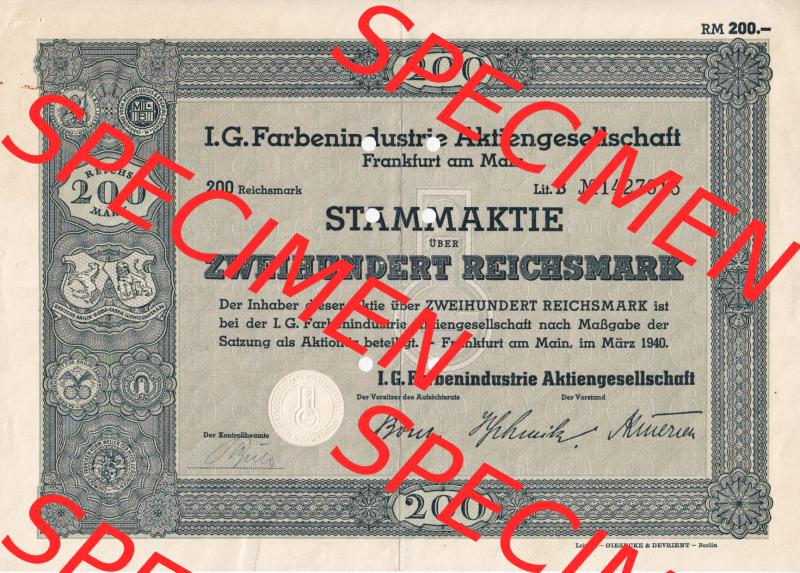 RM 200.–
200
I.G. Farbenindustrie Aktiengesellschaft
Frankfurt am Main
200 Reichsmark
Lit. B №
STAMMAKTIE
ÜBER
ZWEIHUNDERT REICHSMARK
Der Inhaber dieser Aktie über ZWEIHUNDERT REICHSMARK ist
bei der I. G. Farbenindustrie Aktiengesellschaft nach Maßgabe der
Satzung als Aktionär beteiligt. – Frankfurt am Main, im März 1940.
I.G. Farbenindustrie Aktiengesellschaft
Der Vorsitzer des Aufsichtsrats
Der Vorstand
Der Kontrollbeamte
REICHS
200
MARK
200
GIESECKE & DEVRIENT – Berlin
SPECIMEN
SPECIMEN
SPECIMEN
SPE